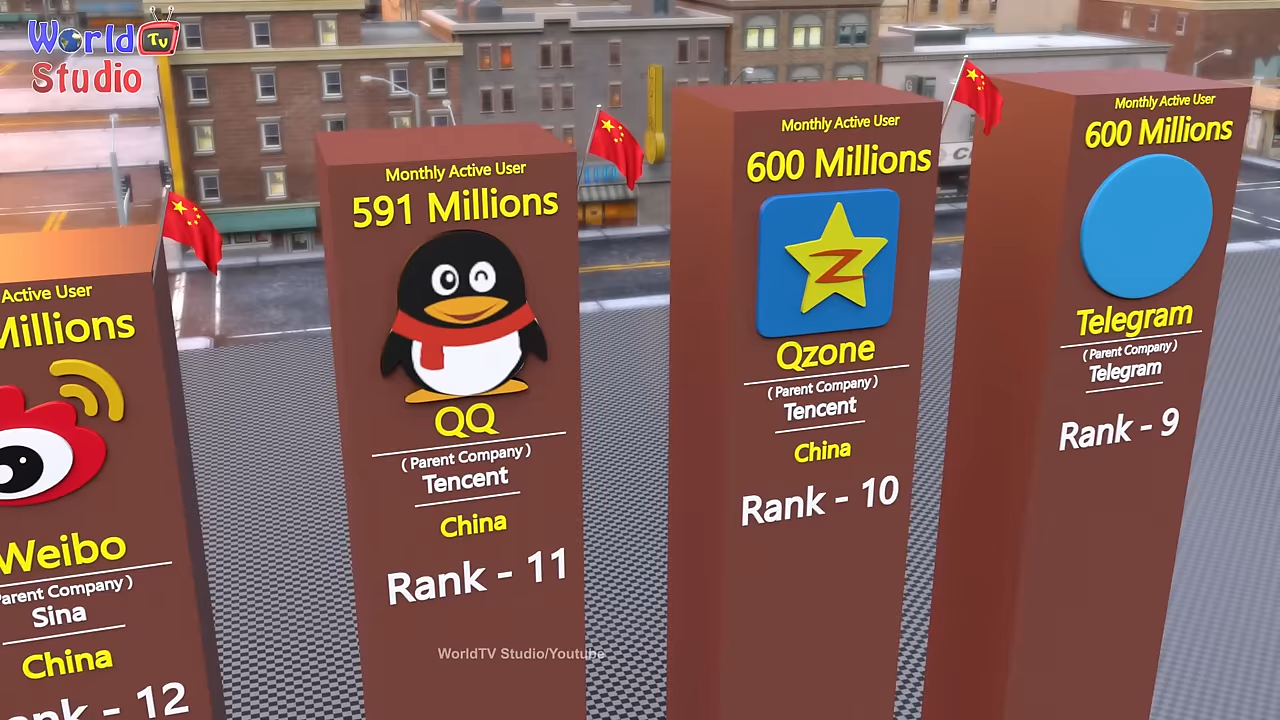 World Tv
Studio
Active User
Millions
Weibo
Parent Company )
Sina
China
Rank - 12
Monthly Active User
591 Millions
QQ
( Parent Company )
Tencent
China
Rank - 11
Monthly Active User
600 Millions
Z
Qzone
( Parent Company )
Tencent
China
Rank - 10
Monthly Active User
600 Millions
Telegram
( Parent Company )
Telegram
Rank - 9
WorldTV Studio/Youtube